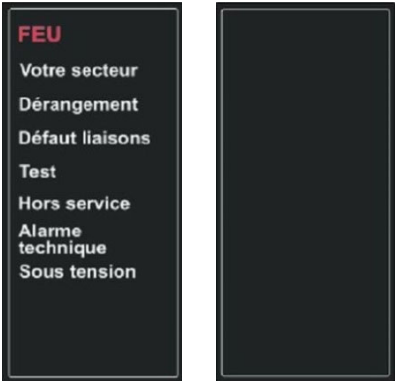 FEU
Votre secteur
Dérangement
Défaut liaisons
Test
Hors service
Alarme
technique
Sous tension